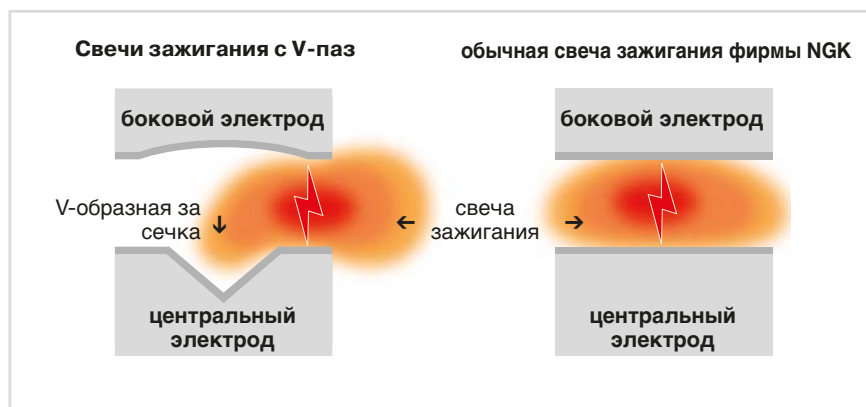 Свечи зажигания с V-паз
обычная свеча зажигания фирмы NGK
боковой электрод
боковой электрод
V-образная за
сечка
свеча
зажигания
центральный
электрод
центральный
электрод